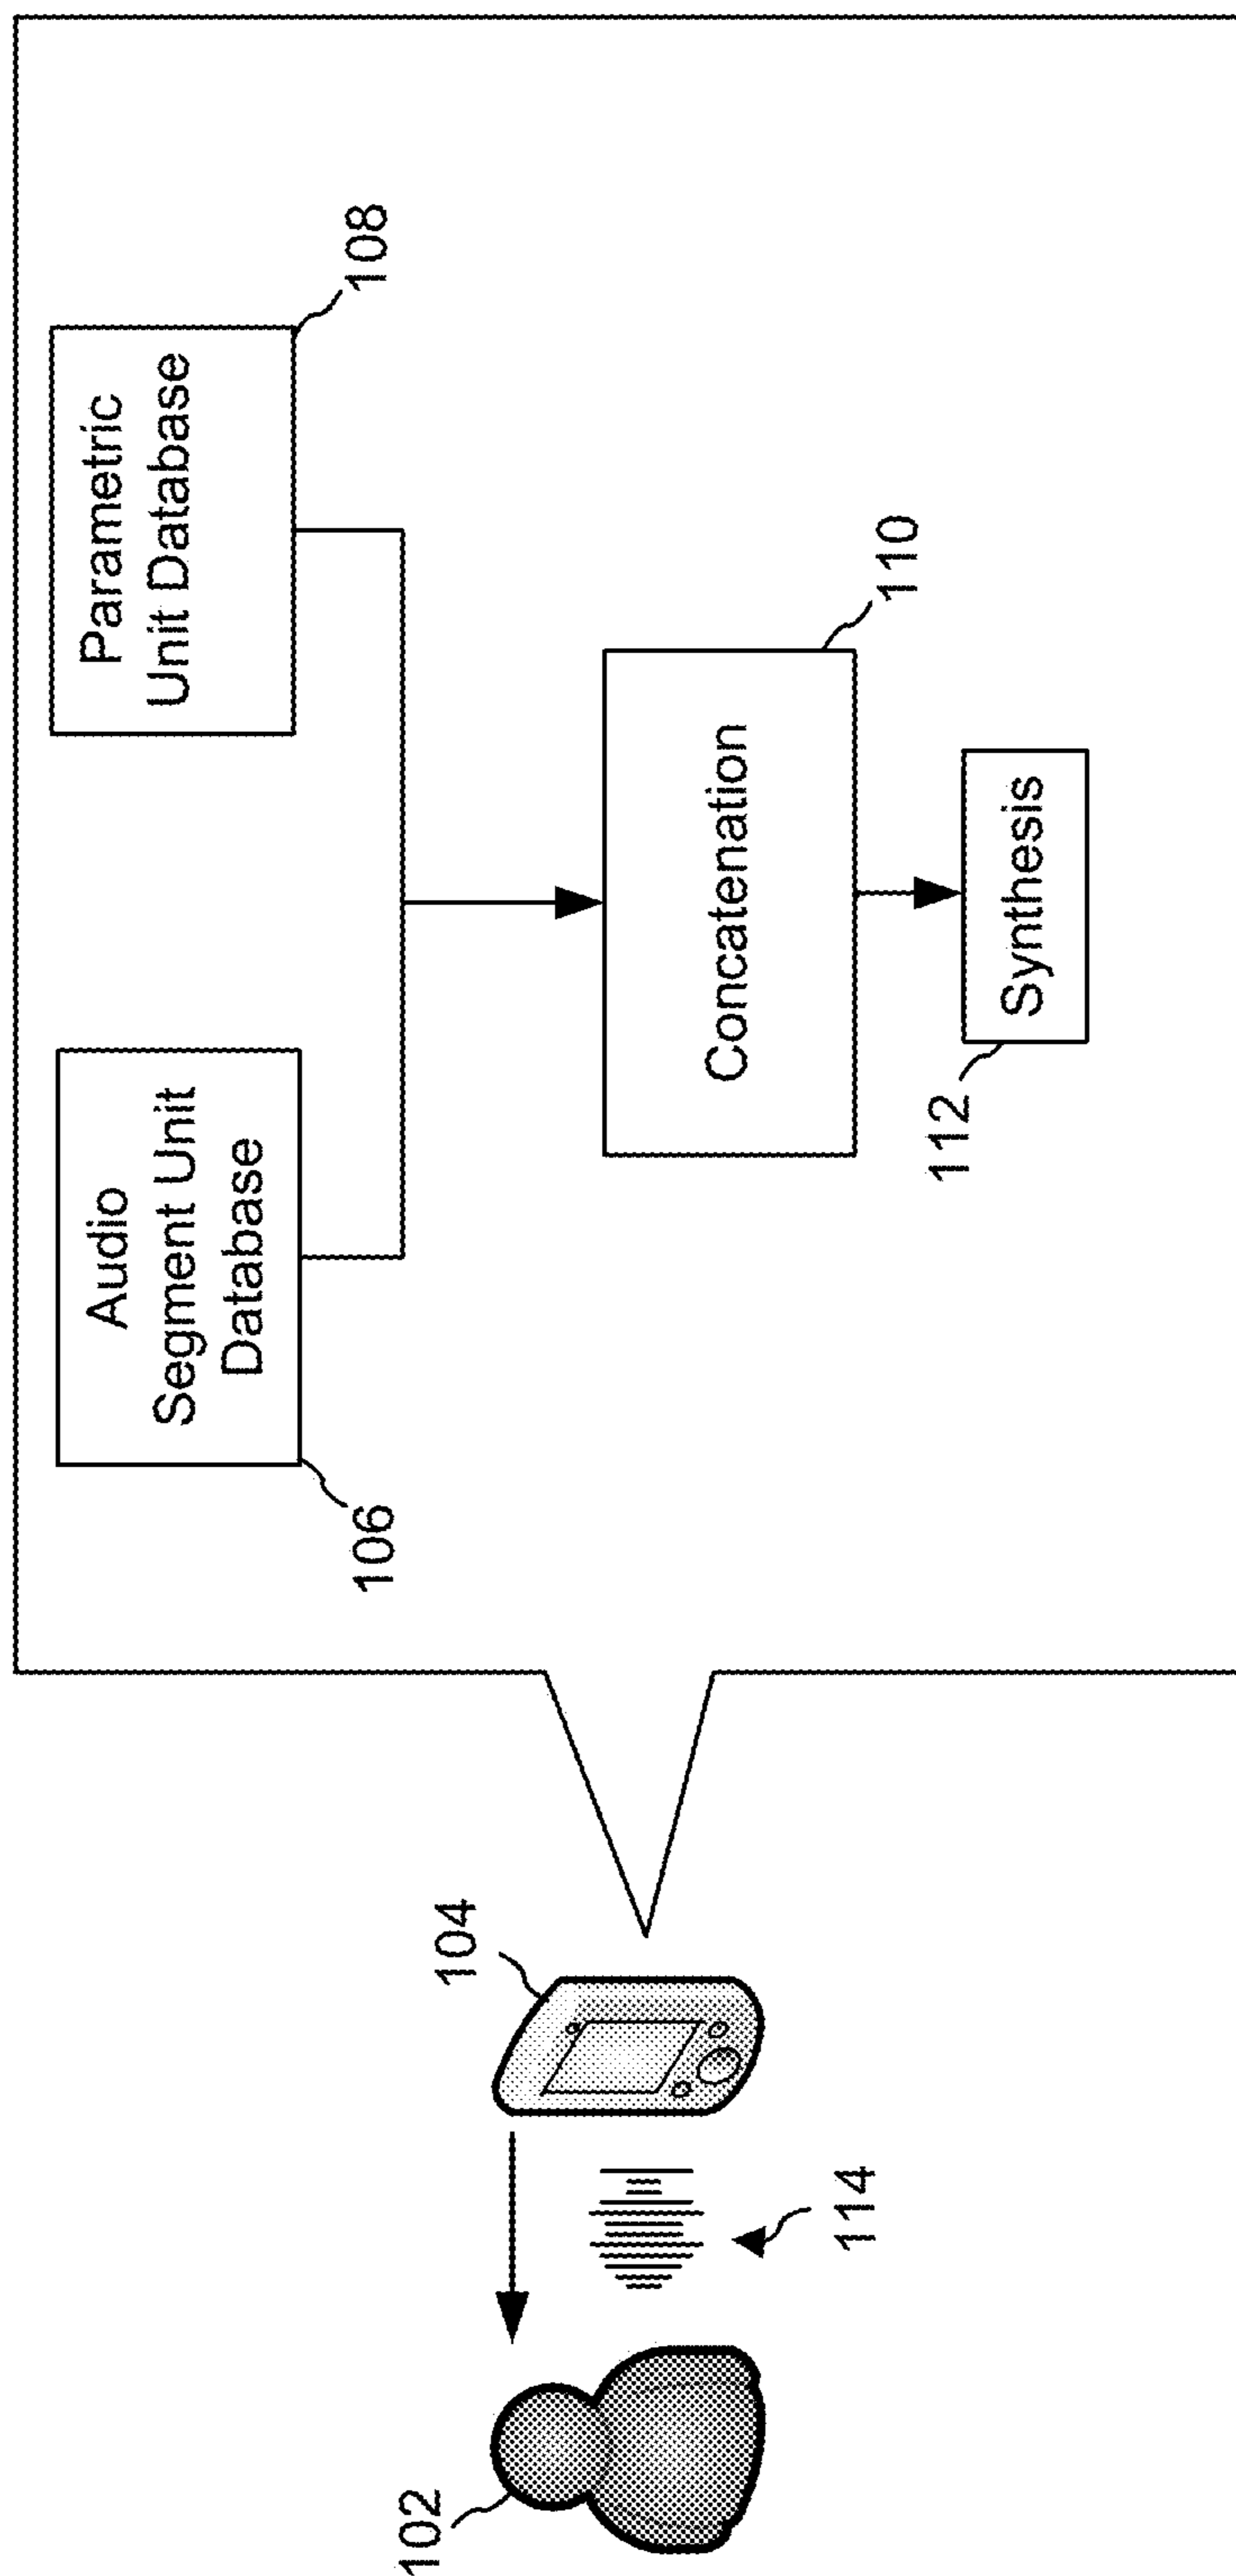 102
104
114
Audio
Segment Unit
Database
106
Parametric
Unit Database
108
Concatenation
110
Synthesis
112